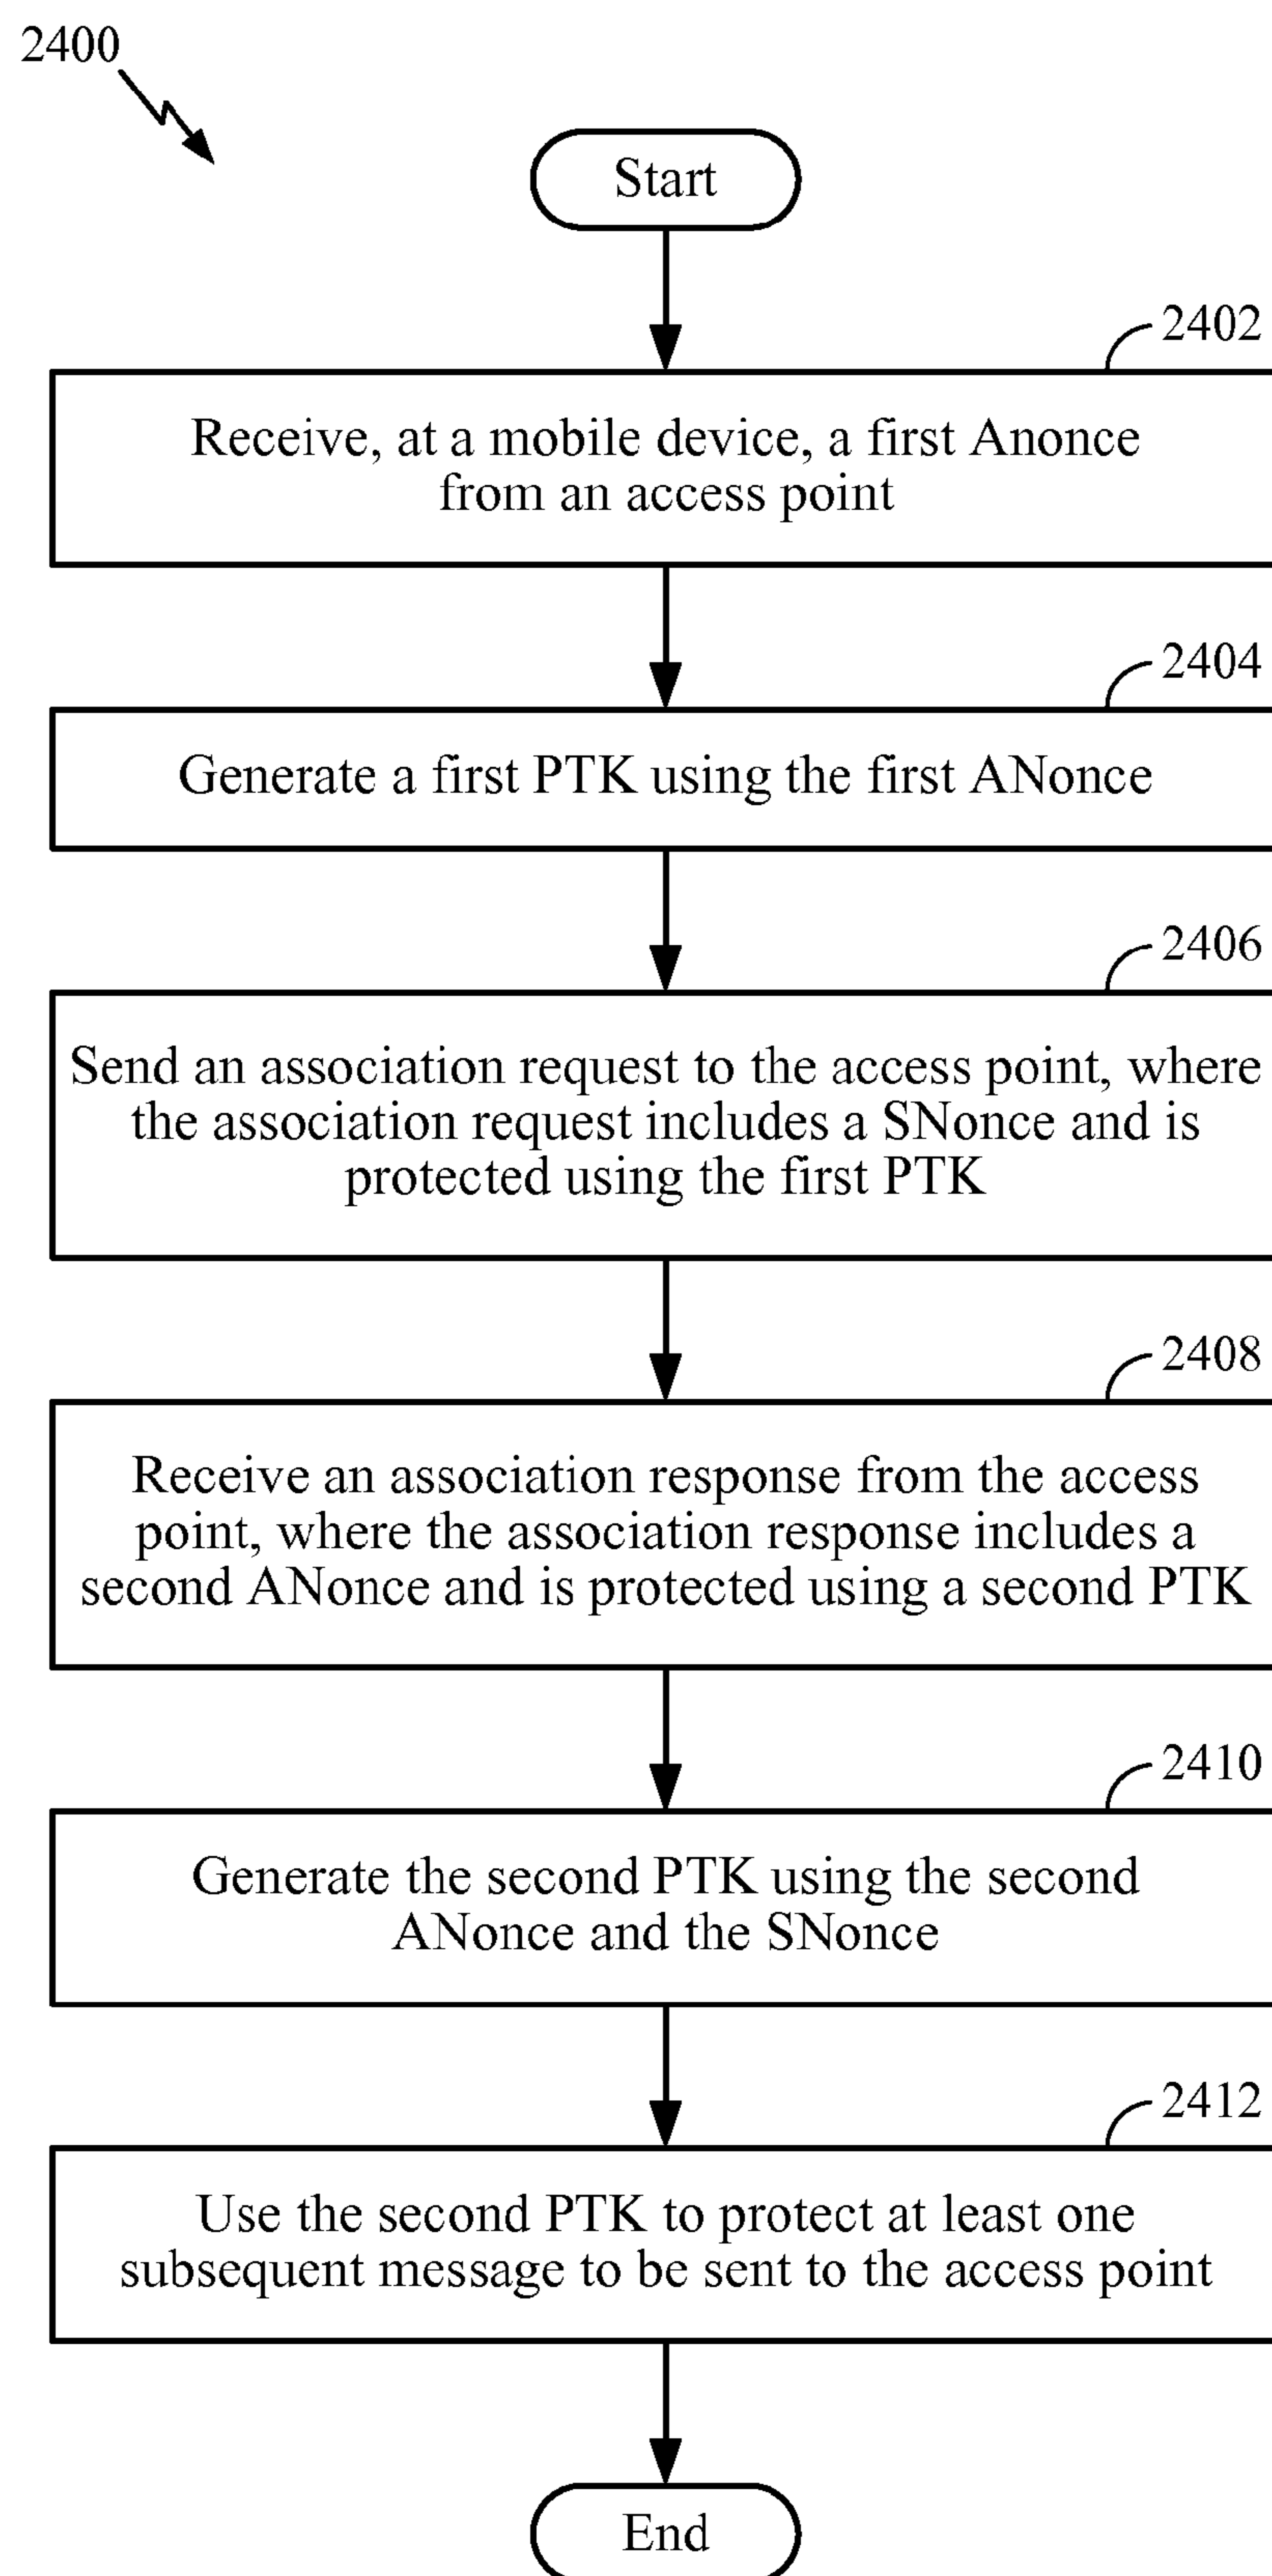 2400
Start
2402
Receive, at a mobile device, a first Anonce
from an access point
2404
Generate a first PTK using the first ANonce
2406
Send an association request to the access point, where
the association request includes a SNonce and is
protected using the first PTK
2408
Receive an association response from the access
point, where the association response includes a
second ANonce and is protected using a second PTK
2410
Generate the second PTK using the second
ANonce and the SNonce
2412
Use the second PTK to protect at least one
subsequent message to be sent to the access point
End